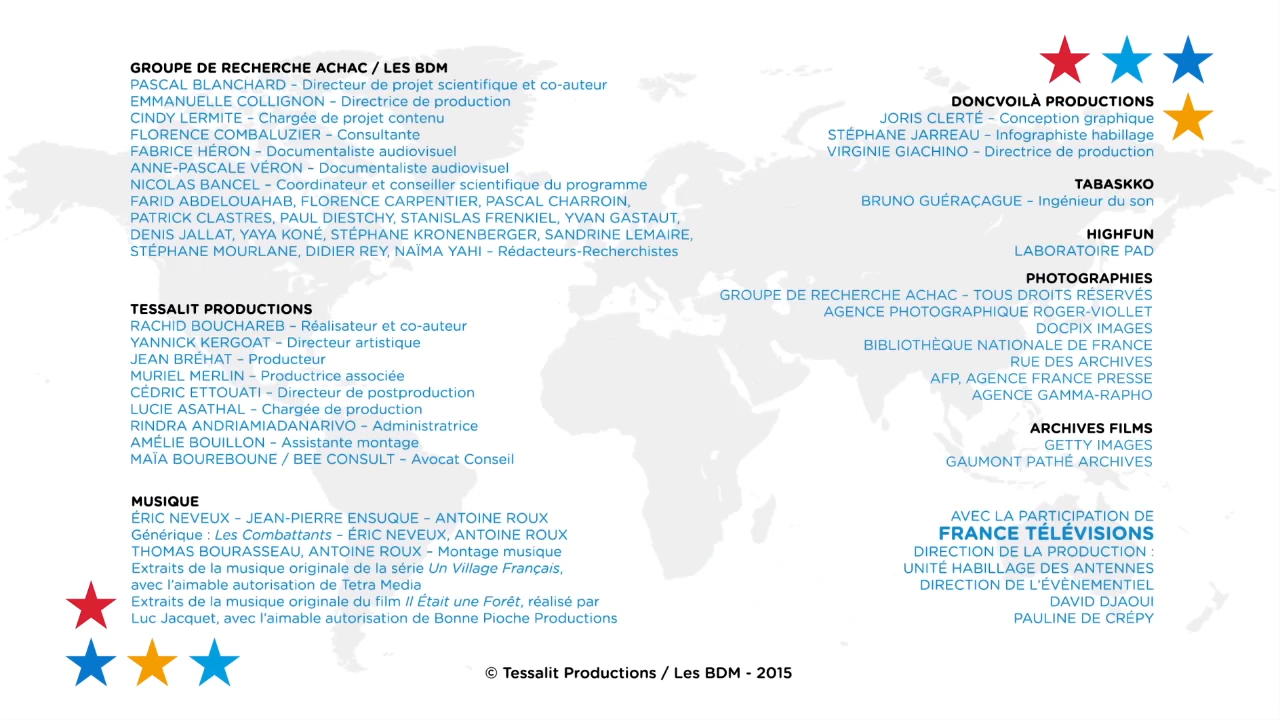 GROUPE DE RECHERCHE ACHAC / LES BDM
PASCAL BLANCHARD – Directeur de projet scientifique et co-auteur
EMMANUELLE COLLIGNON – Directrice de production
CINDY LERMITE – Chargée de projet contenu
FLORENCE COMBALUZIER – Consultante
FABRICE HÉRON – Documentaliste audiovisuel
ANNE-PASCALE VÉRON – Documentaliste audiovisuel
NICOLAS BANCEL – Coordinateur et conseiller scientifique du programme
FARID ABDELOUAHAB, FLORENCE CARPENTIER, PASCAL CHARROIN,
PATRICK CLASTRES, PAUL DIESTCHY, STANISLAS FRENKIEL, YVAN GASTAUT,
DENIS JALLAT, YAYA KONÉ, STÉPHANE KRONENBERGER, SANDRINE LEMAIRE,
STÉPHANE MOURLANE, DIDIER REY, NAÏMA YAHI – Rédacteurs-Recherchistes
TESSALIT PRODUCTIONS
RACHID BOUCHAREB – Réalisateur et co-auteur
YANNICK KERGOAT – Directeur artistique
JEAN BRÉHAT – Producteur
MURIEL MERLIN – Productrice associée
CÉDRIC ETTOUATI – Directeur de postproduction
LUCIE ASATHAL – Chargée de production
RINDRA ANDRIAMIADANARIVO – Administratrice
AMÉLIE BOUILLON – Assistante montage
MAÏA BOUREBOUNE / BEE CONSULT – Avocat Conseil
MUSIQUE
ÉRIC NEVEUX – JEAN-PIERRE ENSUQUE – ANTOINE ROUX
Générique : Les Combattants – ÉRIC NEVEUX, ANTOINE ROUX
THOMAS BOURASSEAU, ANTOINE ROUX – Montage musique
Extraits de la musique originale de la série Un Village Français,
avec l'aimable autorisation de Tetra Media
Extraits de la musique originale du film Il Était une Forêt, réalisé par
Luc Jacquet, avec l'aimable autorisation de Bonne Pioche Productions
DONCVOILÀ PRODUCTIONS
JORIS CLERTÉ – Conception graphique
STÉPHANE JARREAU – Infographiste habillage
VIRGINIE GIACHINO – Directrice de production
TABASKKO
BRUNO GUÉRAÇAGUE – Ingénieur du son
HIGHFUN
LABORATOIRE PAD
PHOTOGRAPHIES
GROUPE DE RECHERCHE ACHAC – TOUS DROITS RÉSERVÉS
AGENCE PHOTOGRAPHIQUE ROGER-VIOLLET
DOCPIX IMAGES
BIBLIOTHÈQUE NATIONALE DE FRANCE
RUE DES ARCHIVES
AFP, AGENCE FRANCE PRESSE
AGENCE GAMMA-RAPHO
ARCHIVES FILMS
GETTY IMAGES
GAUMONT PATHÉ ARCHIVES
AVEC LA PARTICIPATION DE
FRANCE TÉLÉVISIONS
DIRECTION DE LA PRODUCTION :
UNITÉ HABILLAGE DES ANTENNES
DIRECTION DE L'ÉVÈNEMENTIEL
DAVID DJAOUI
PAULINE DE CRÉPY
© Tessalit Productions / Les BDM - 2015